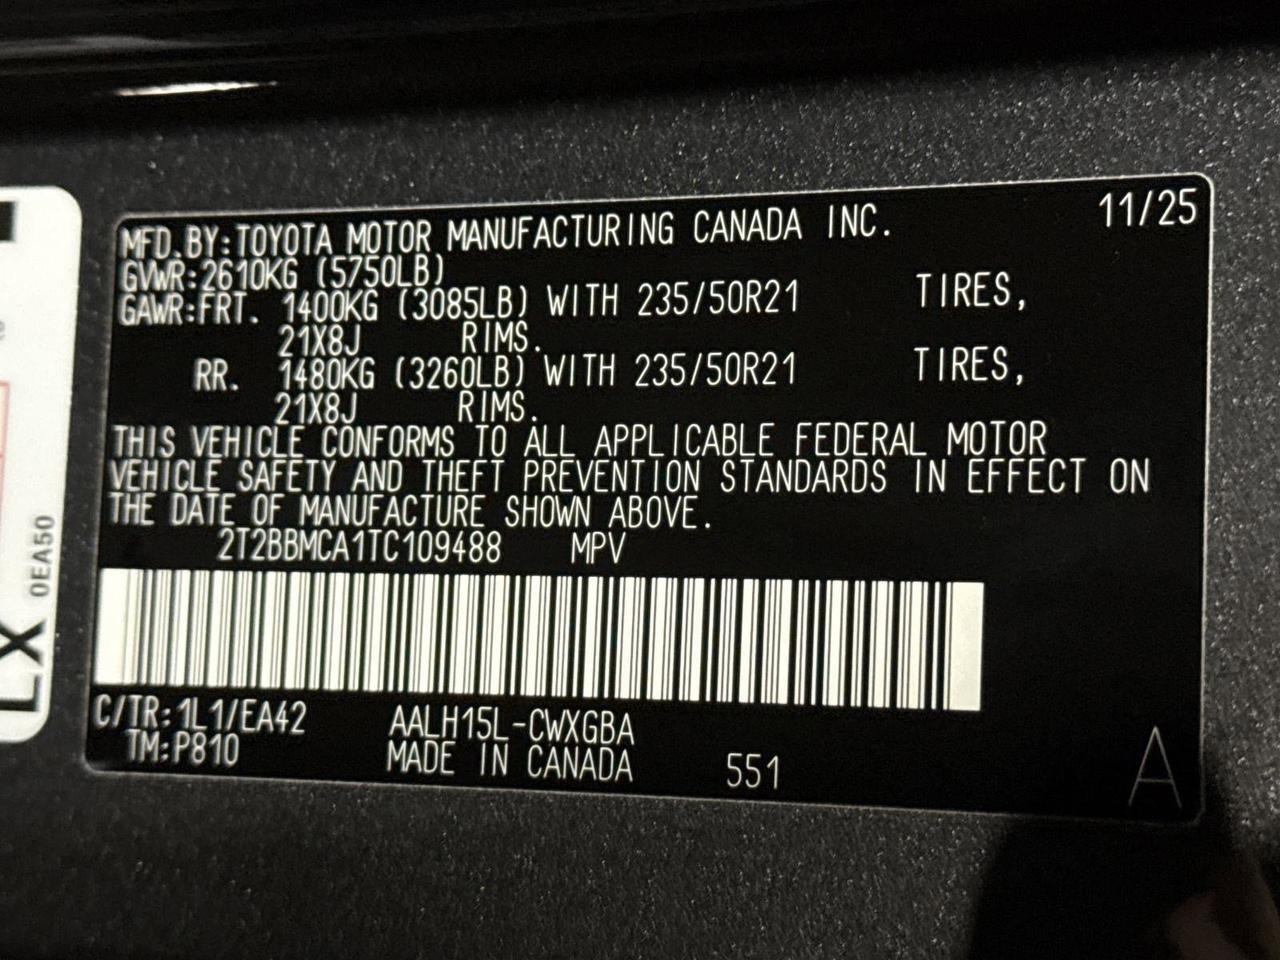 MFD.BY:TOYOTA MOTOR MANUFACTURING CANADA INC. 11/25
GVWR:2610KG (5750LB)
GAWR:FRT. 1400KG (3085LB) WITH 235/50R21 TIRES,
21X8J RIMS.
RR. 1480KG (3260LB) WITH 235/50R21 TIRES,
21X8J RIMS.
THIS VEHICLE CONFORMS TO ALL APPLICABLE FEDERAL MOTOR
VEHICLE SAFETY AND THEFT PREVENTION STANDARDS IN EFFECT ON
THE DATE OF MANUFACTURE SHOWN ABOVE.
2T2BBMCA1TC109488 MPV
C/TR:1L1/EA42 AALH15L-CWXGBA
TM:P810 MADE IN CANADA 551 A
0EA50